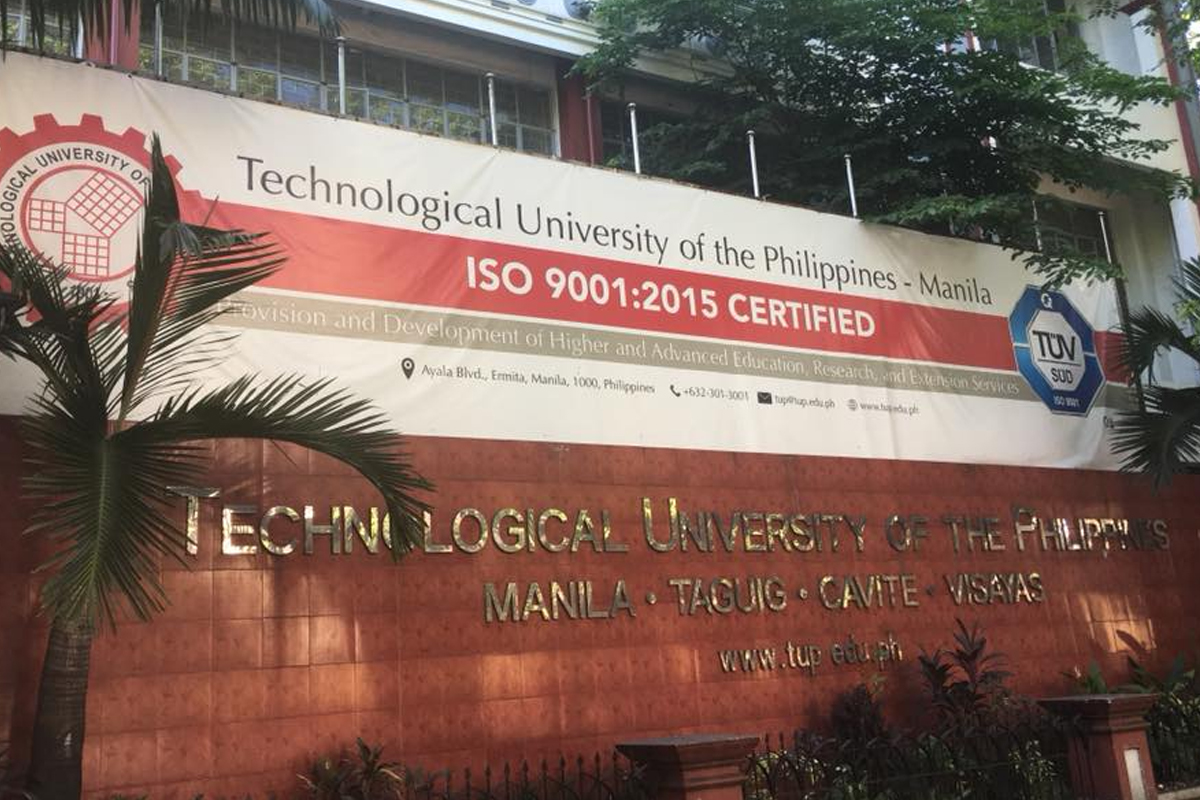 TECHNOLOGICAL UNIVERSITY OF
Technological University of the Philippines - Manila
ISO 9001:2015 CERTIFIED
Provision and Development of Higher and Advanced Education, Research, and Extension Services
Ayala Blvd., Ermita, Manila, 1000, Philippines +632-301-3001 tup@tup.edu.ph www.tup.edu.ph
TÜV
SUD
ISO 9001
TECHNOLOGICAL UNIVERSITY OF THE PHILIPPINES
MANILA • TAGUIG • CAVITE • VISAYAS
www.tup edu.ph